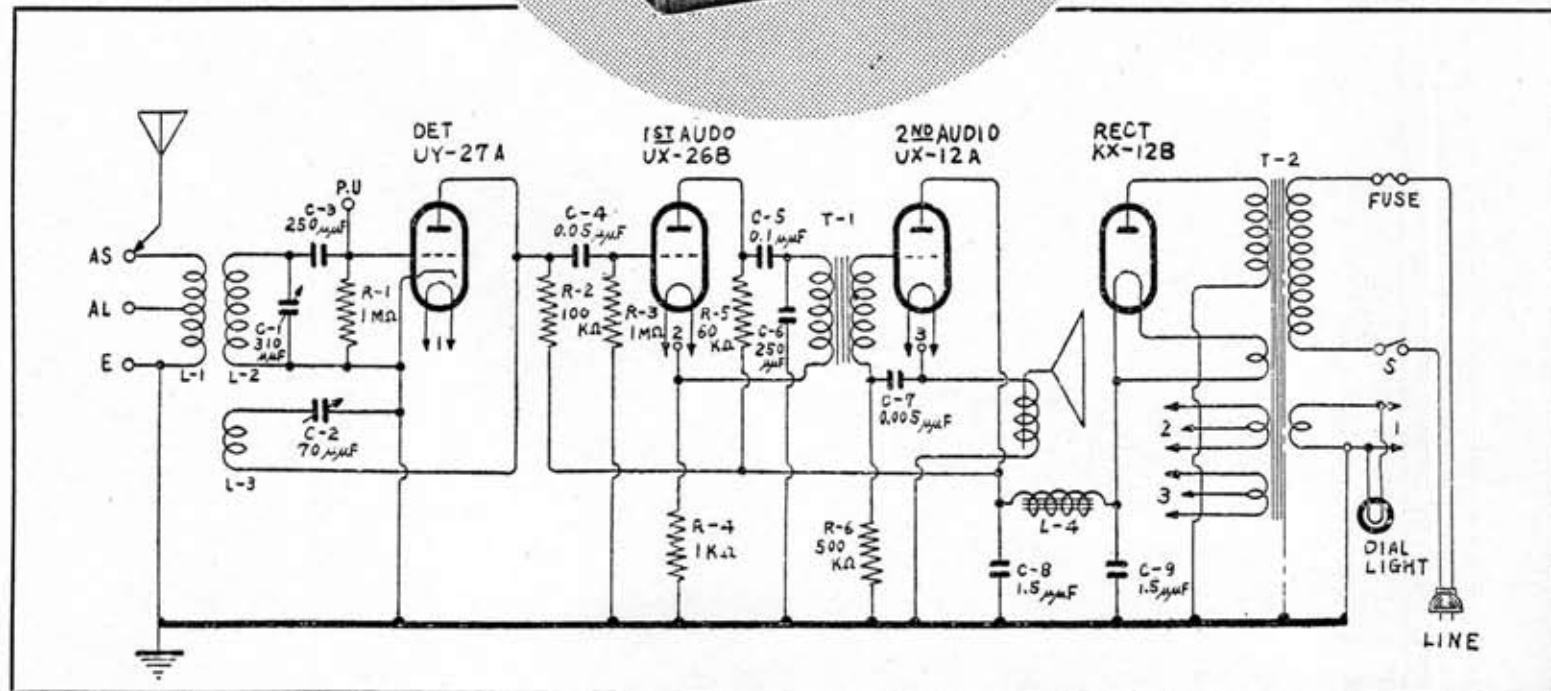 DET
UY-27A
1ST AUDO
UX-26B
2ND AUDIO
UX-12A
RECT
KX-12B
T-2
FUSE
P.U
C-3
250μμF
C-4
0.05μμF
C-5
0.1μμF
T-1
AS
AL
E
L-1
L-2
C-1
310
μμF
R-1
1MΩ
1
R-2
100
KΩ
R-3
1MΩ
2
R-5
60
KΩ
C-6
250
μμF
3
C-7
0.005μμF
S
C-2
70μμF
L-3
2
1
3
R-4
1KΩ
R-6
500
KΩ
L-4
C-8
1.5μμF
C-9
1.5μμF
DIAL
LIGHT
LINE